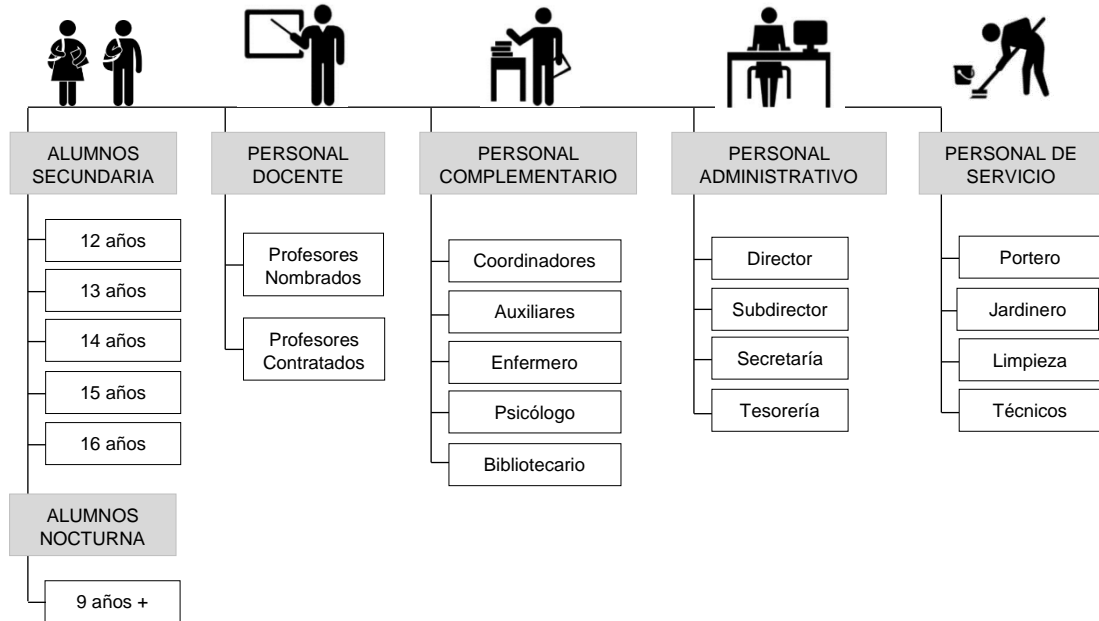 ALUMNOS
SECUNDARIA
12 años
13 años
14 años
15 años
16 años
ALUMNOS
NOCTURNA
9 años +
PERSONAL
DOCENTE
Profesores
Nombrados
Profesores
Contratados
PERSONAL
COMPLEMENTARIO
Coordinadores
Auxiliares
Enfermero
Psicólogo
Bibliotecario
PERSONAL
ADMINISTRATIVO
Director
Subdirector
Secretaría
Tesorería
PERSONAL DE
SERVICIO
Portero
Jardinero
Limpieza
Técnicos